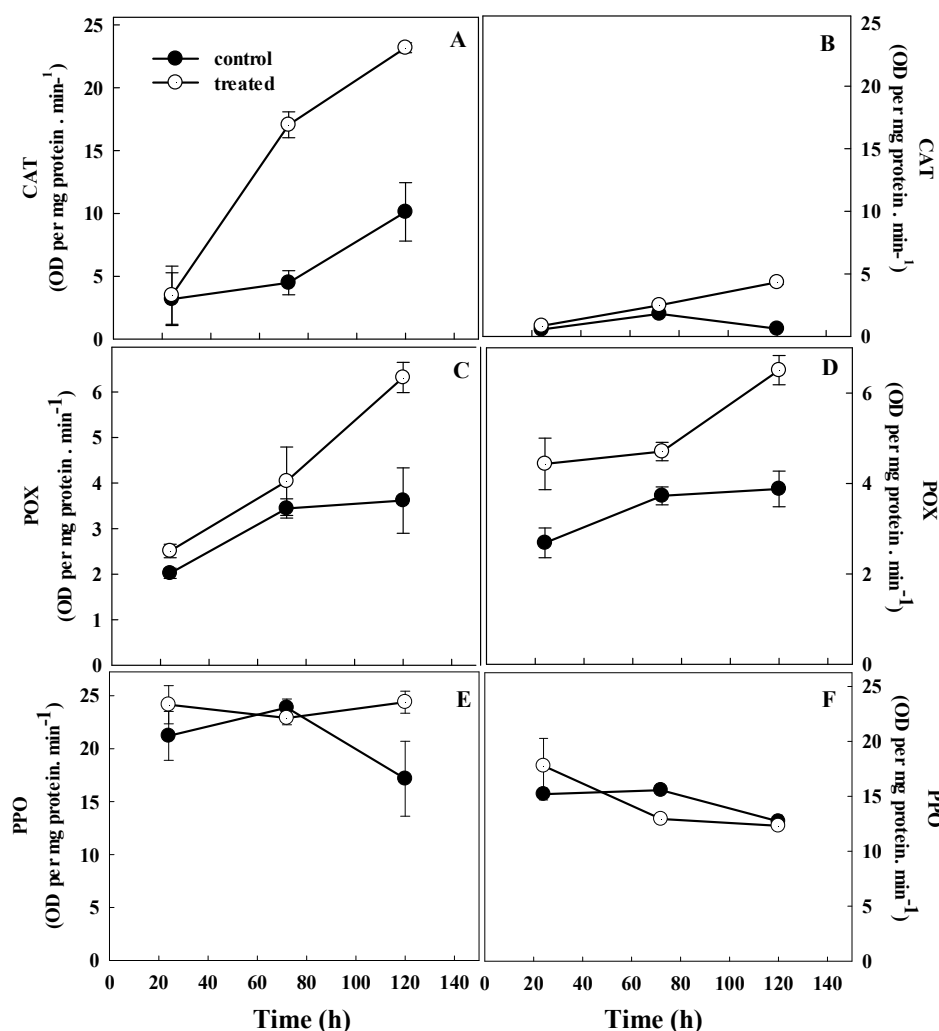 A
control
treated
25
20
15
10
5
0
CAT
(OD per mg protein . min-¹)
B
25
20
15
10
5
0
CAT
(OD per mg protein . min-¹)
C
6
5
4
3
2
1
0
POX
(OD per mg protein . min⁻¹)
D
6
4
2
0
POX
(OD per mg protein . min⁻¹)
E
25
20
15
10
5
0
PPO
(OD per mg protein. min⁻¹)
0 20 40 60 80 100 120
Time (h)
F
25
20
15
10
5
0
PPO
(OD per mg protein. min⁻¹)
0 20 40 60 80 100 120 140
Time (h)